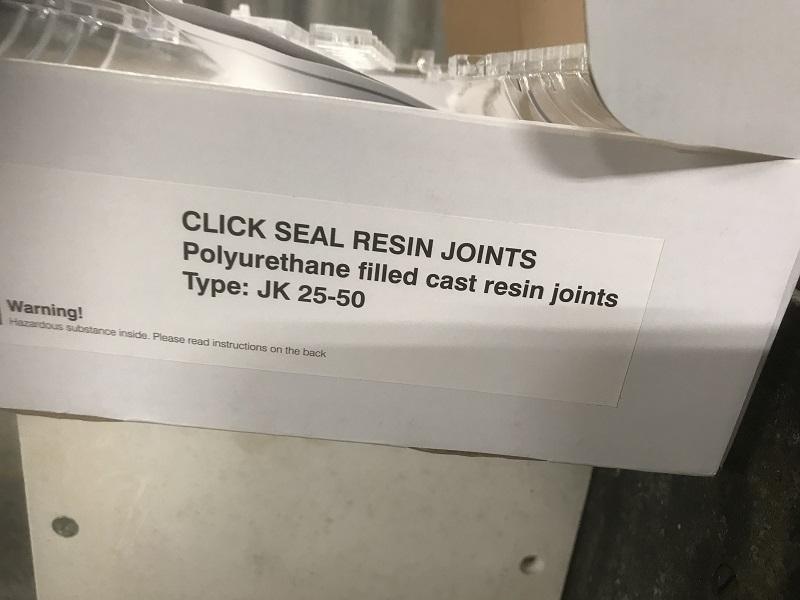 CLICK SEAL RESIN JOINTS
Polyurethane filled cast resin joints
Type: JK 25-50
Warning!
Hazardous substance inside. Please read instructions on the back